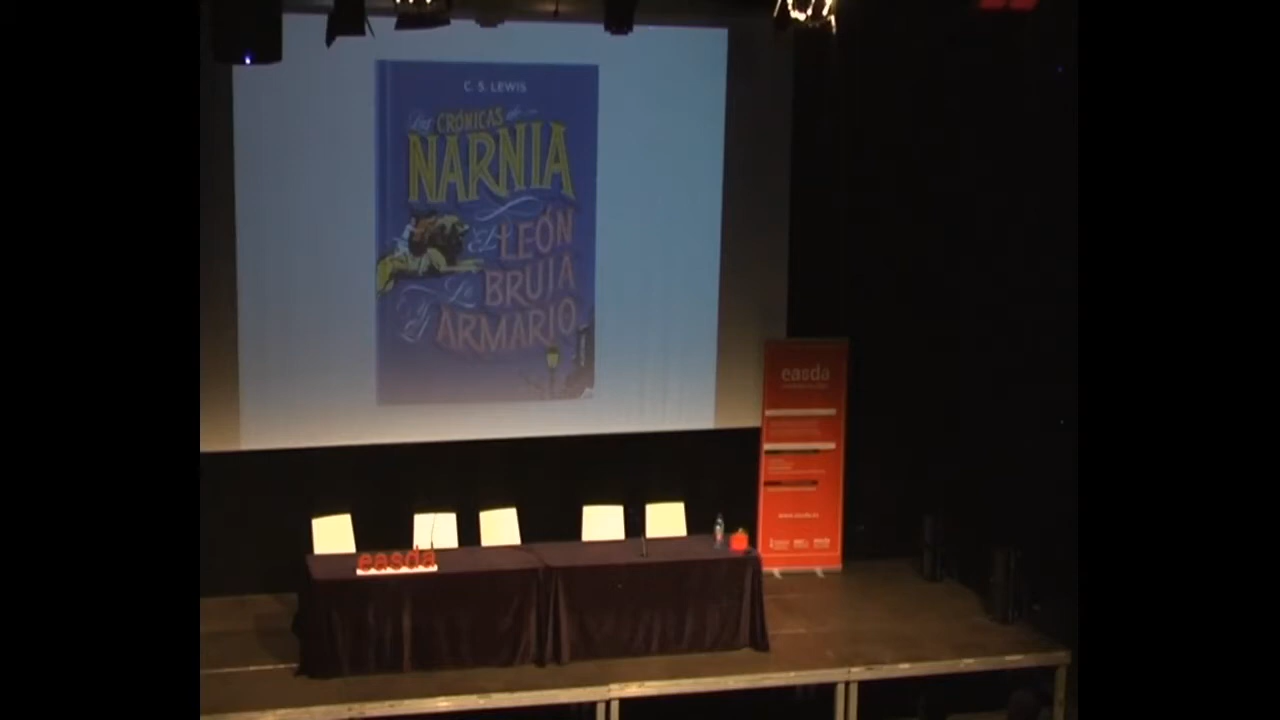 C. S. LEWIS
Las CRÓNICAS de
NARNIA
EL LEÓN
La BRUJA
Y EL
ARMARIO
easda
easda